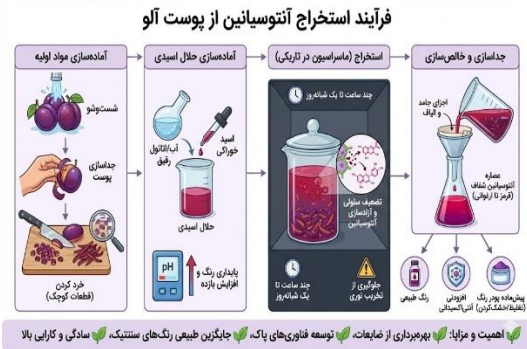 فرآیند استخراج آنتوسیانین از پوست آلو
آماده‌سازی مواد اولیه
شست‌وشو
جداسازی
پوست
خرد کردن
(قطعات کوچک)
آماده‌سازی حلال اسیدی
آب/اتانول
رقیق
اسید
خوراکی
حلال اسیدی
pH
پایداری رنگ و
افزایش بازده
استخراج (ماسراسیون در تاریکی)
چند ساعت تا یک شبانه‌روز
تضعیف سلولی
و آزادسازی
آنتوسیانین
چند ساعت تا
یک شبانه‌روز
جلوگیری از
تخریب نوری
جداسازی و خالص‌سازی
اجزای جامد
و الیاف
عصاره
آنتوسیانین شفاف
(قرمز تا ارغوانی)
رنگ طبیعی
افزودنی
آنتی‌اکسیدانی
پیش‌ماده پودر رنگ
(تغلیظ/خشک‌کردن)
اهمیت و مزایا: بهره‌برداری از ضایعات، توسعه فناوری‌های پاک، جایگزین طبیعی رنگ‌های سنتتیک، سادگی و کارایی بالا